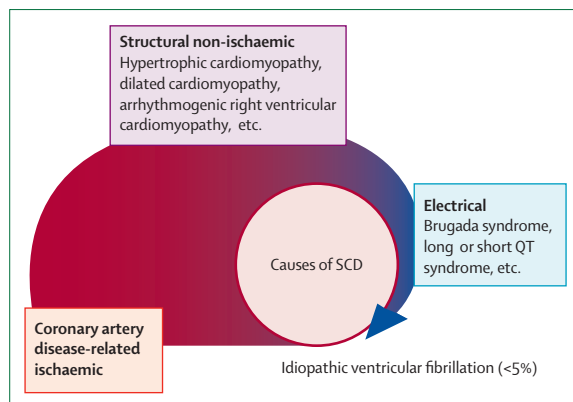 Structural non-ischaemic
Hypertrophic cardiomyopathy,
dilated cardiomyopathy,
arrhythmogenic right ventricular
cardiomyopathy, etc.
Electrical
Brugada syndrome,
long or short QT
syndrome, etc.
Causes of SCD
Coronary artery
disease-related
ischaemic
Idiopathic ventricular fibrillation (<5%)